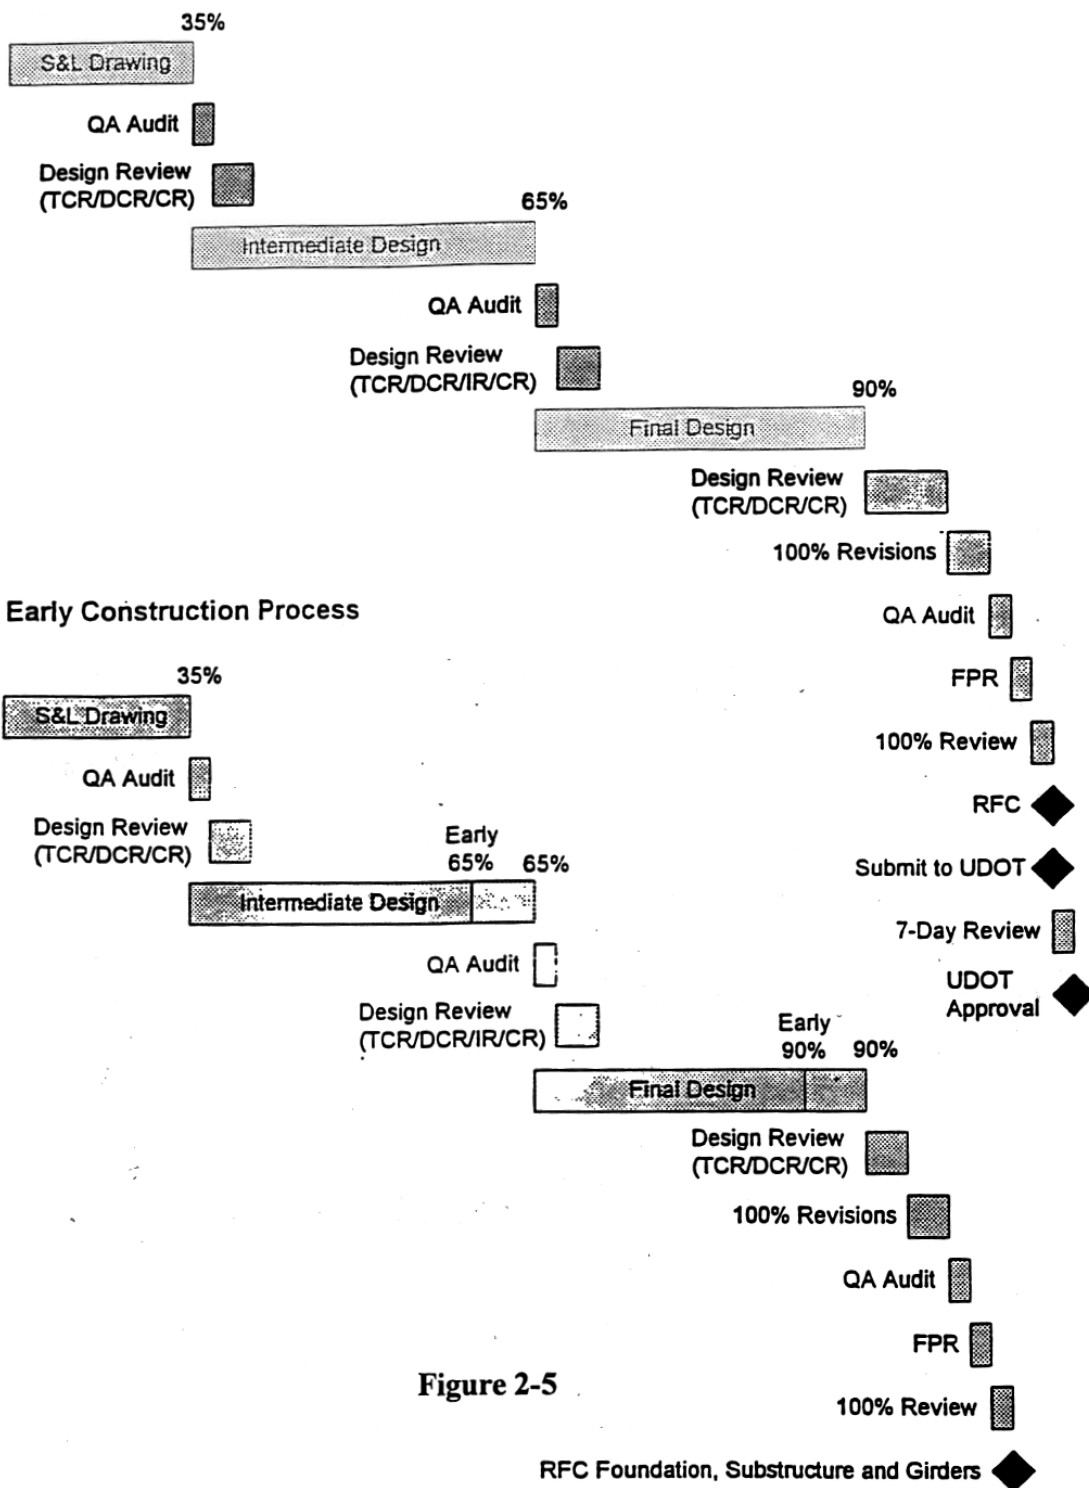 35%
S&L Drawing
QA Audit
Design Review
(TCR/DCR/CR)
65%
Intermediate Design
QA Audit
Design Review
(TCR/DCR/IR/CR)
90%
Final Design
Design Review
(TCR/DCR/CR)
100% Revisions
QA Audit
FPR
100% Review
RFC
Submit to UDOT
7-Day Review
UDOT
Approval
Early Construction Process
35%
S&L Drawing
QA Audit
Design Review
(TCR/DCR/CR)
Early
65% 65%
Intermediate Design
QA Audit
Design Review
(TCR/DCR/IR/CR)
Early
90% 90%
Final Design
Design Review
(TCR/DCR/CR)
100% Revisions
QA Audit
FPR
100% Review
RFC Foundation, Substructure and Girders
Figure 2-5